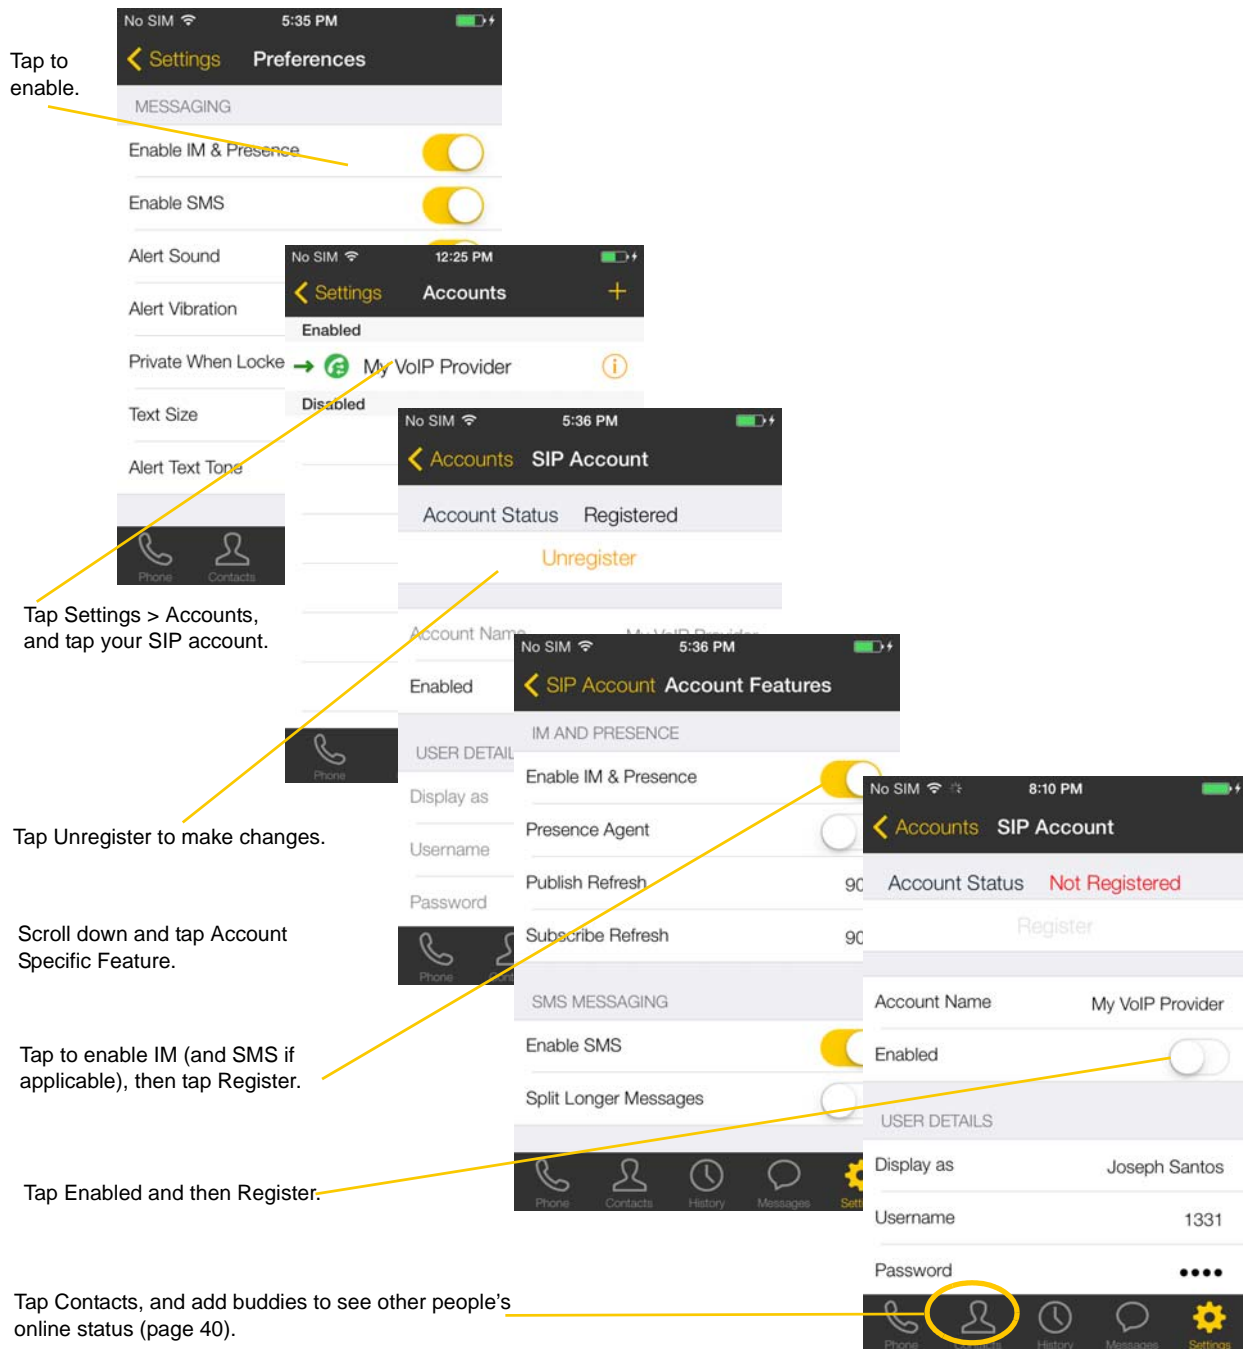 No SIM 5:35 PM
Settings Preferences
Tap to
enable.
MESSAGING
Enable IM & Presence
Enable SMS
Alert Sound
Alert Vibration
Private When Locke
Text Size
Alert Text Tone
Phone Contacts
No SIM 12:25 PM
Settings Accounts +
Enabled
My VoIP Provider
Disabled
Phone
Tap Settings > Accounts,
and tap your SIP account.
No SIM 5:36 PM
Accounts SIP Account
Account Status Registered
Unregister
Account Name My VoIP Provider
Enabled
USER DETAIL
Display as
Username
Password
Phone Cont
Tap Unregister to make changes.
Scroll down and tap Account
Specific Feature.
No SIM 5:36 PM
SIP Account Account Features
IM AND PRESENCE
Enable IM & Presence
Presence Agent
Publish Refresh 90
Subscribe Refresh 90
SMS MESSAGING
Enable SMS
Split Longer Messages
Phone Contacts History Messages Setti
Tap to enable IM (and SMS if
applicable), then tap Register.
No SIM 8:10 PM
Accounts SIP Account
Account Status Not Registered
Register
Account Name My VoIP Provider
Enabled
USER DETAILS
Display as Joseph Santos
Username 1331
Password ••••
Phone Contacts History Messages Settings
Tap Enabled and then Register.
Tap Contacts, and add buddies to see other people's
online status (page 40).